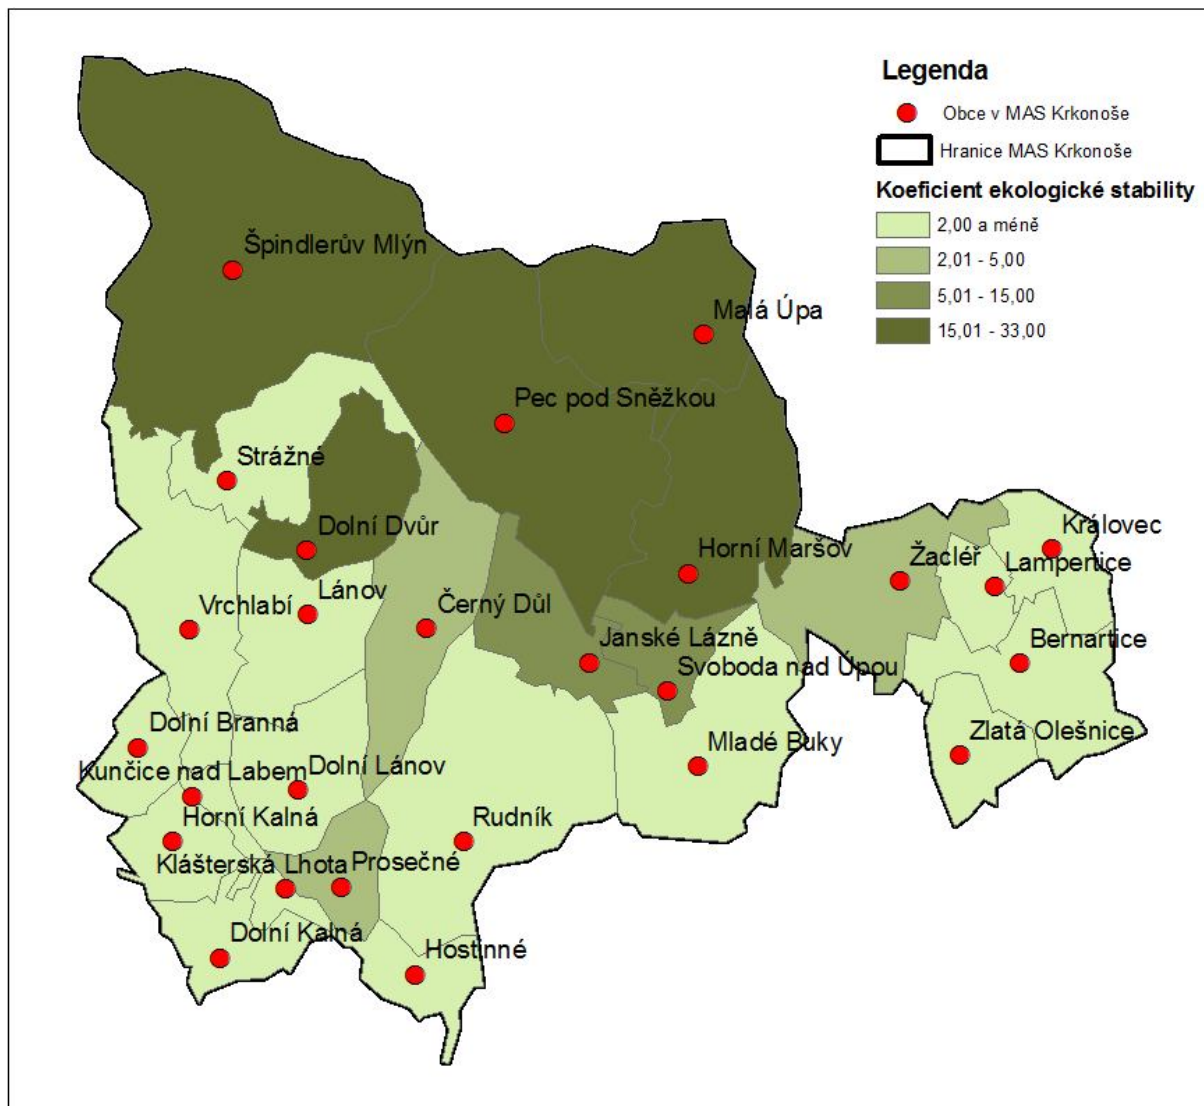 Legenda
Obce v MAS Krkonoše
Hranice MAS Krkonoše
Koeficient ekologické stability
2,00 a méně
2,01 - 5,00
5,01 - 15,00
15,01 - 33,00
Špindlerův Mlýn
Malá Úpa
Pec pod Sněžkou
Strážné
Dolní Dvůr
Horní Maršov
Královec
Žacléř
Lampertice
Lánov
Vrchlabí
Černý Důl
Janské Lázně
Bernartice
Svoboda nad Úpou
Dolní Branná
Mladé Buky
Zlatá Olešnice
Kunčice nad Labem
Dolní Lánov
Horní Kalná
Rudník
Klášterská Lhota
Prosečné
Dolní Kalná
Hostinné